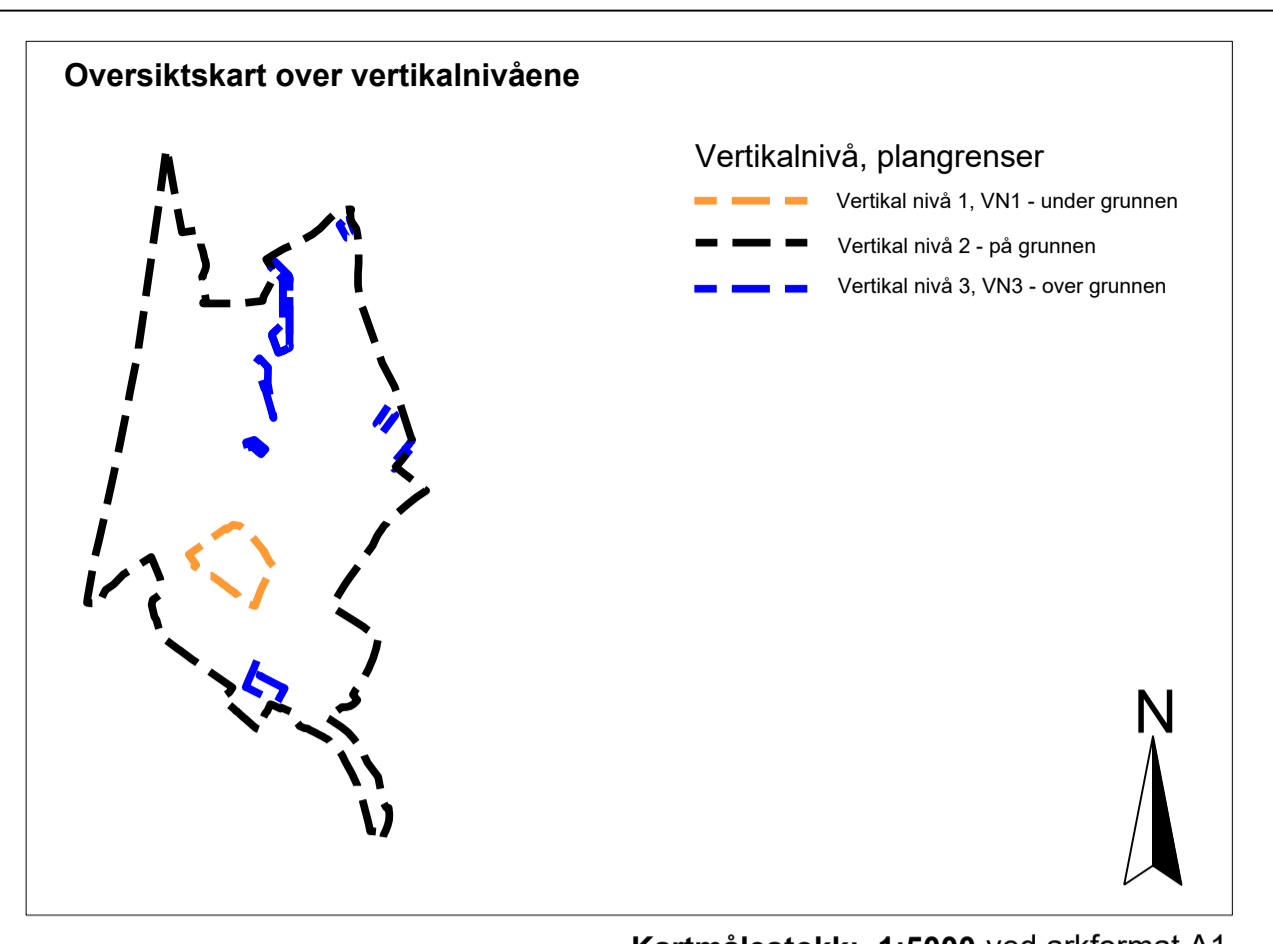 Oversiktskart over vertikalnivåene
Vertikalnivå, plangrenser
Vertikal nivå 1, VN1 - under grunnen
Vertikal nivå 2 - på grunnen
Vertikal nivå 3, VN3 - over grunnen
N
Kartmålestokk: 1:5000 ved arkformat A1